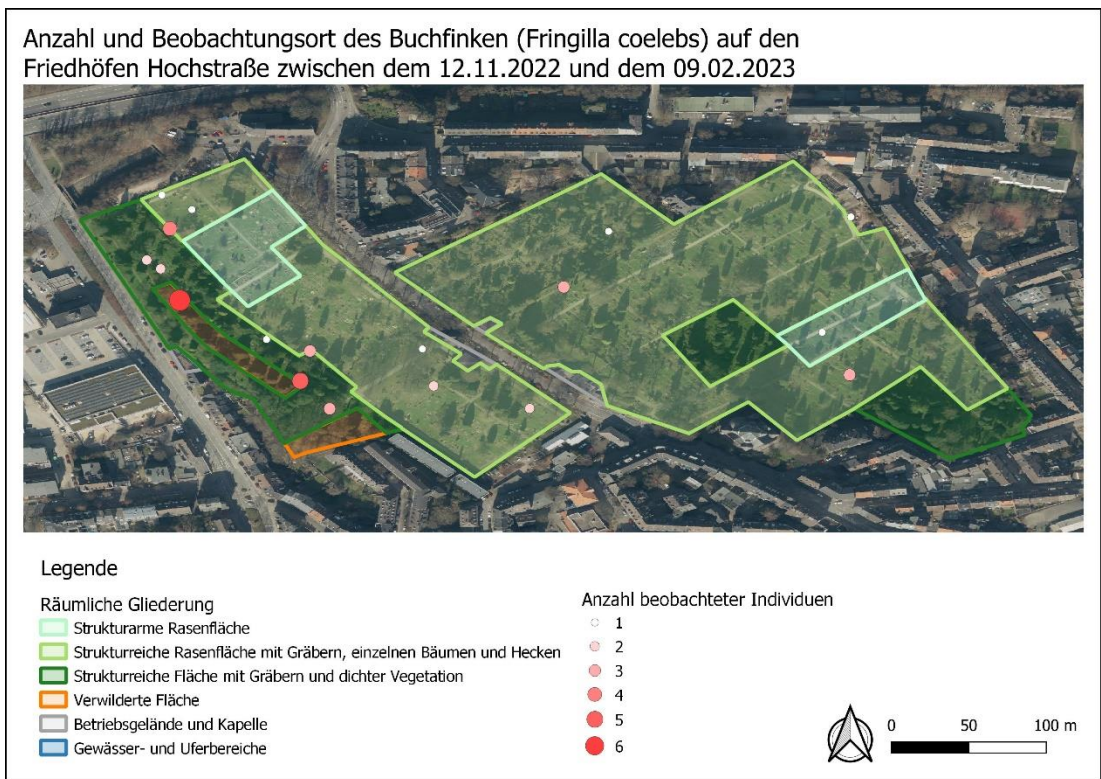 Anzahl und Beobachtungsort des Buchfinken (Fringilla coelebs) auf den
Friedhöfen Hochstraße zwischen dem 12.11.2022 und dem 09.02.2023
Legende
Räumliche Gliederung
Strukturarme Rasenfläche
Strukturreiche Rasenfläche mit Gräbern, einzelnen Bäumen und Hecken
Strukturreiche Fläche mit Gräbern und dichter Vegetation
Verwilderte Fläche
Betriebsgelände und Kapelle
Gewässer- und Uferbereiche
Anzahl beobachteter Individuen
1
2
3
4
5
6
0 50 100 m